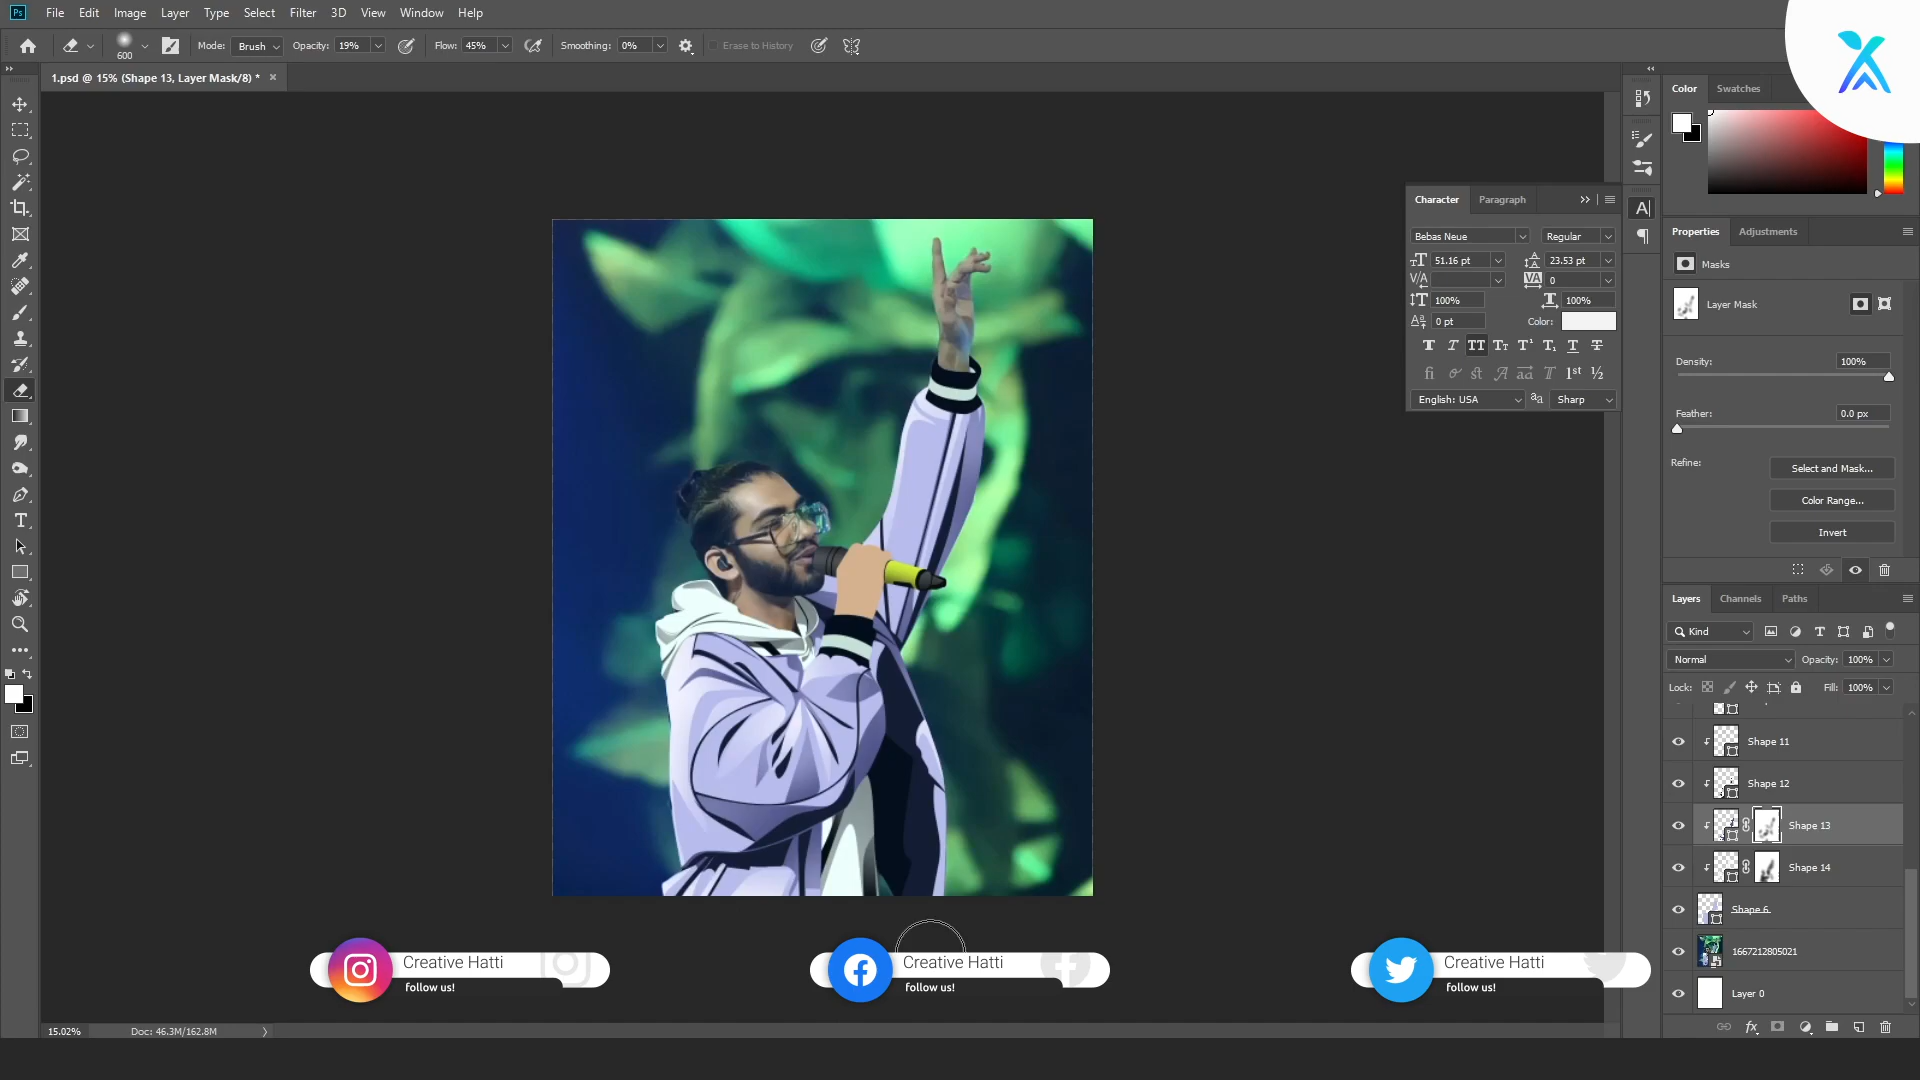 Ps File Edit Image Layer Type Select Filter 3D View Window Help
600 Mode: Brush Opacity: 19% Flow: 45% Smoothing: 0% Erase to History
1.psd @ 15% (Shape 13, Layer Mask/8) *
Color Swatches
Character Paragraph
Bebas Neue Regular
51.16 pt 23.53 pt
0
100% 100%
0 pt Color:
English: USA Sharp
Properties Adjustments
Masks
Layer Mask
Density: 100%
Feather: 0.0 px
Refine: Select and Mask...
Color Range...
Invert
Layers Channels Paths
Kind
Normal Opacity: 100%
Lock: Fill: 100%
Shape 11
Shape 12
Shape 13
Shape 14
Shape 6
1667212805021
Layer 0
Creative Hatti
follow us!
Creative Hatti
follow us!
Creative Hatti
follow us!
15.02% Doc: 46.3M/162.8M